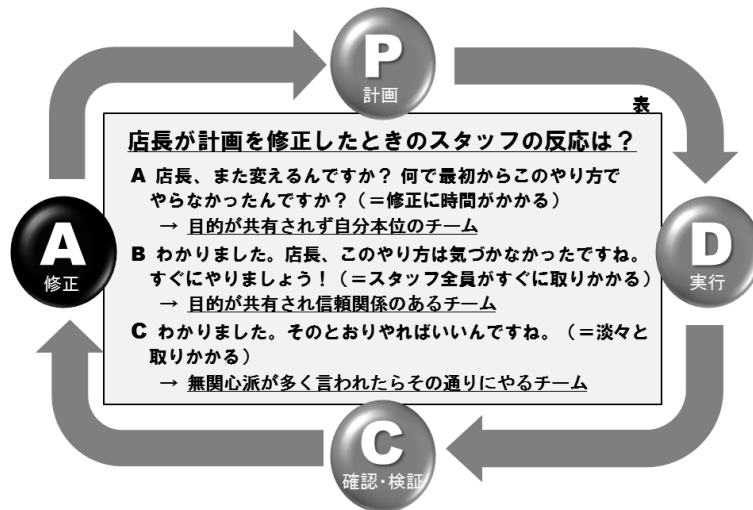 P
計画
表
店長が計画を修正したときのスタッフの反応は？
A 店長、また変えるんですか？ 何で最初からこのやり方で
やらなかったんですか？（＝修正に時間がかかる）
→ 目的が共有されず自分本位のチーム
B わかりました。店長、このやり方は気づかなかったですね。
すぐにやりましょう！（＝スタッフ全員がすぐに取りかかる）
→ 目的が共有され信頼関係のあるチーム
C わかりました。そのとおりやればいいんですね。（＝淡々と
取りかかる）
→ 無関心派が多く言われたらその通りにやるチーム
A
修正
D
実行
C
確認・検証